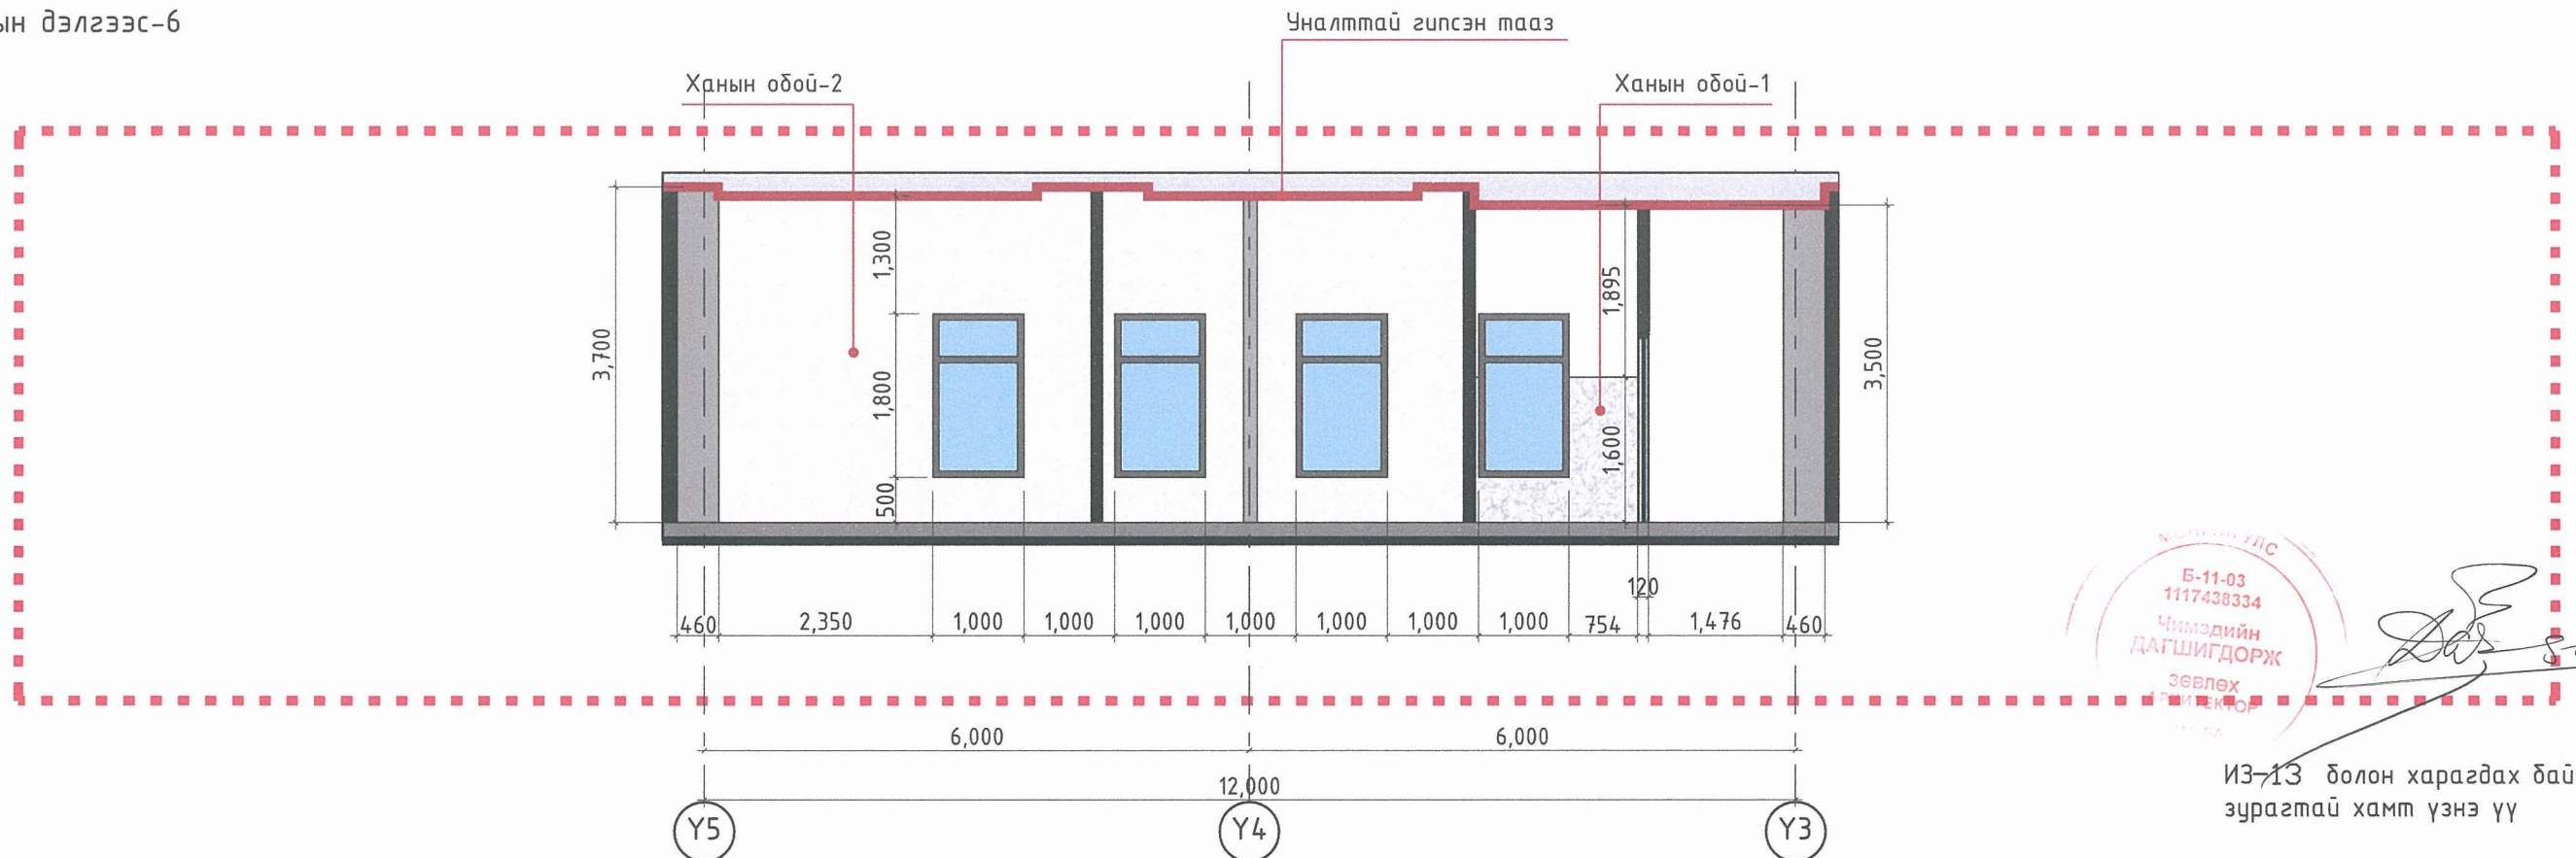 ын дэлгээс-6
Уналттай гипсэн тааз
Ханын обой-2
Ханын обой-1
3,700
1,300
1,800
500
1,895
1,600
3,500
120
460 2,350 1,000 1,000 1,000 1,000 1,000 1,000 1,000 754 1,476 460
6,000 6,000
12,000
Y5 Y4 Y3
УЛС
Б-11-03
1117438334
Чимэдийн
ДАГШИГДОРЖ
ЗӨВЛӨХ
АРХИТЕКТОР
ИЗ-13 болон харагдах бай
зурагтай хамт үзнэ үү